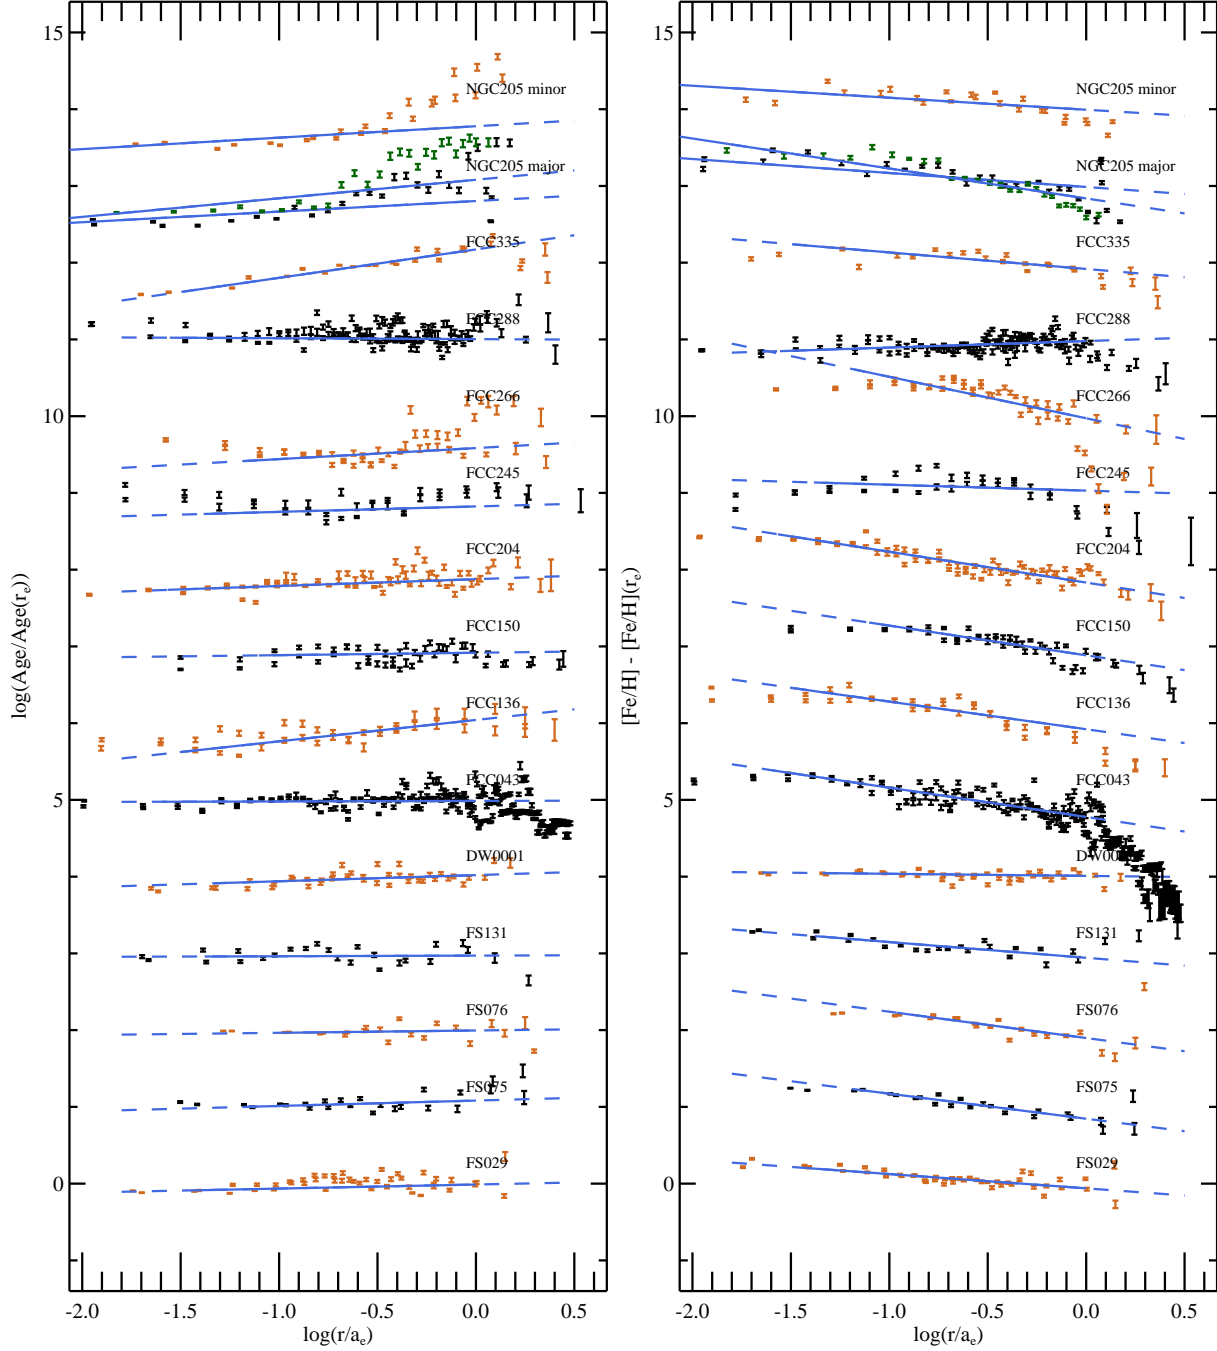 15
10
5
0
log(Age/Age(r_e))
NGC205 minor
NGC205 major
FCC335
FCC288
FCC266
FCC245
FCC204
FCC150
FCC136
FCC043
DW0001
FS131
FS076
FS075
FS029
-2.0 -1.5 -1.0 -0.5 0.0 0.5
log(r/a_e)
15
10
5
0
[Fe/H] - [Fe/H](r_e)
NGC205 minor
NGC205 major
FCC335
FCC288
FCC266
FCC245
FCC204
FCC150
FCC136
FCC043
DW0001
FS131
FS076
FS075
FS029
-2.0 -1.5 -1.0 -0.5 0.0 0.5
log(r/a_e)